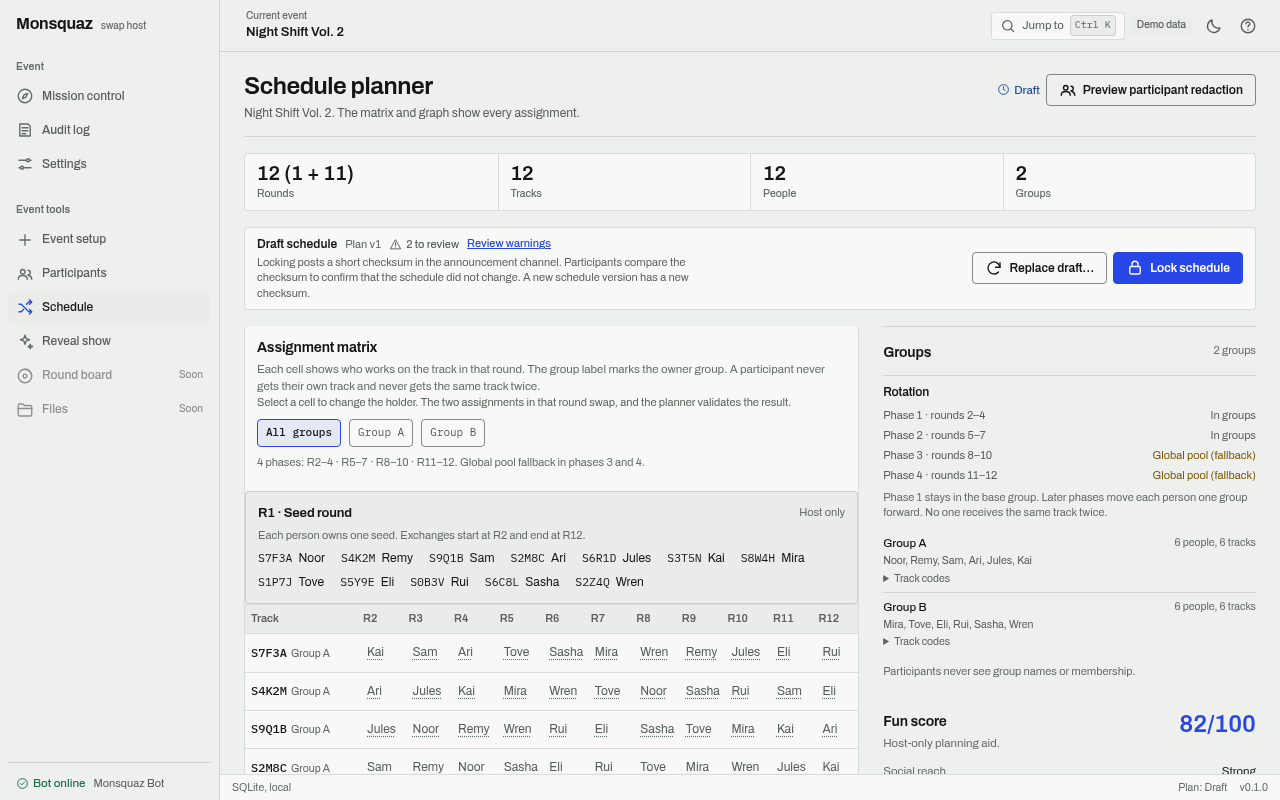 Monsquaz swap host
Event
Mission control
Audit log
Settings
Event tools
Event setup
Participants
Schedule
Reveal show
Round board Soon
Files Soon
Bot online Monsquaz Bot
Current event
Night Shift Vol. 2
Jump to Ctrl K
Demo data
Schedule planner
Night Shift Vol. 2. The matrix and graph show every assignment.
Draft
Preview participant redaction
12 (1 + 11)
Rounds
12
Tracks
12
People
2
Groups
Draft schedule Plan v1 2 to review Review warnings
Locking posts a short checksum in the announcement channel. Participants compare the
checksum to confirm that the schedule did not change. A new schedule version has a new
checksum.
Replace draft...
Lock schedule
Assignment matrix
Each cell shows who works on the track in that round. The group label marks the owner group. A participant never
gets their own track and never gets the same track twice.
Select a cell to change the holder. The two assignments in that round swap, and the planner validates the result.
All groups Group A Group B
4 phases: R2–4 · R5–7 · R8–10 · R11–12. Global pool fallback in phases 3 and 4.
R1 · Seed round Host only
Each person owns one seed. Exchanges start at R2 and end at R12.
S7F3A Noor S4K2M Remy S9Q1B Sam S2M8C Ari S6R1D Jules S3T5N Kai S8W4H Mira
S1P7J Tove S5Y9E Eli S0B3V Rui S6C8L Sasha S2Z4Q Wren
Track R2 R3 R4 R5 R6 R7 R8 R9 R10 R11 R12
S7F3A Group A Kai Sam Ari Tove Sasha Mira Wren Remy Jules Eli Rui
S4K2M Group A Ari Jules Kai Mira Wren Tove Noor Sasha Rui Sam Eli
S9Q1B Group A Jules Noor Remy Wren Rui Eli Sasha Tove Mira Kai Ari
S2M8C Group A Sam Remy Noor Sasha Eli Rui Tove Mira Wren Jules Kai
Groups 2 groups
Rotation
Phase 1 · rounds 2–4 In groups
Phase 2 · rounds 5–7 In groups
Phase 3 · rounds 8–10 Global pool (fallback)
Phase 4 · rounds 11–12 Global pool (fallback)
Phase 1 stays in the base group. Later phases move each person one group
forward. No one receives the same track twice.
Group A 6 people, 6 tracks
Noor, Remy, Sam, Ari, Jules, Kai
Track codes
Group B 6 people, 6 tracks
Mira, Tove, Eli, Rui, Sasha, Wren
Track codes
Participants never see group names or membership.
Fun score 82/100
Host-only planning aid.
Social reach Strong
SQLite, local
Plan: Draft v0.1.0